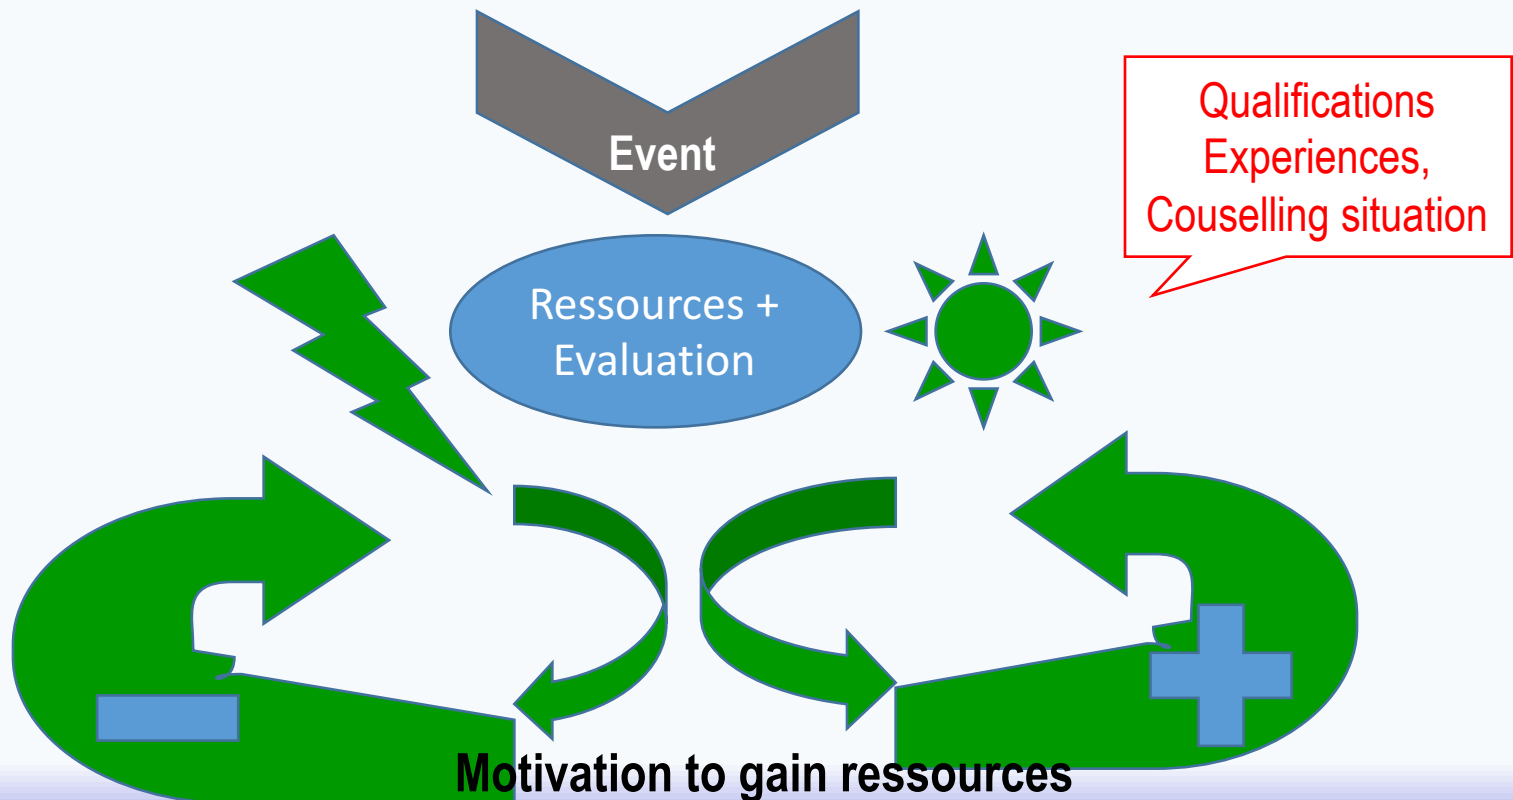 Event
Qualifications
Experiences,
Couselling situation
Ressources +
Evaluation
Motivation to gain ressources